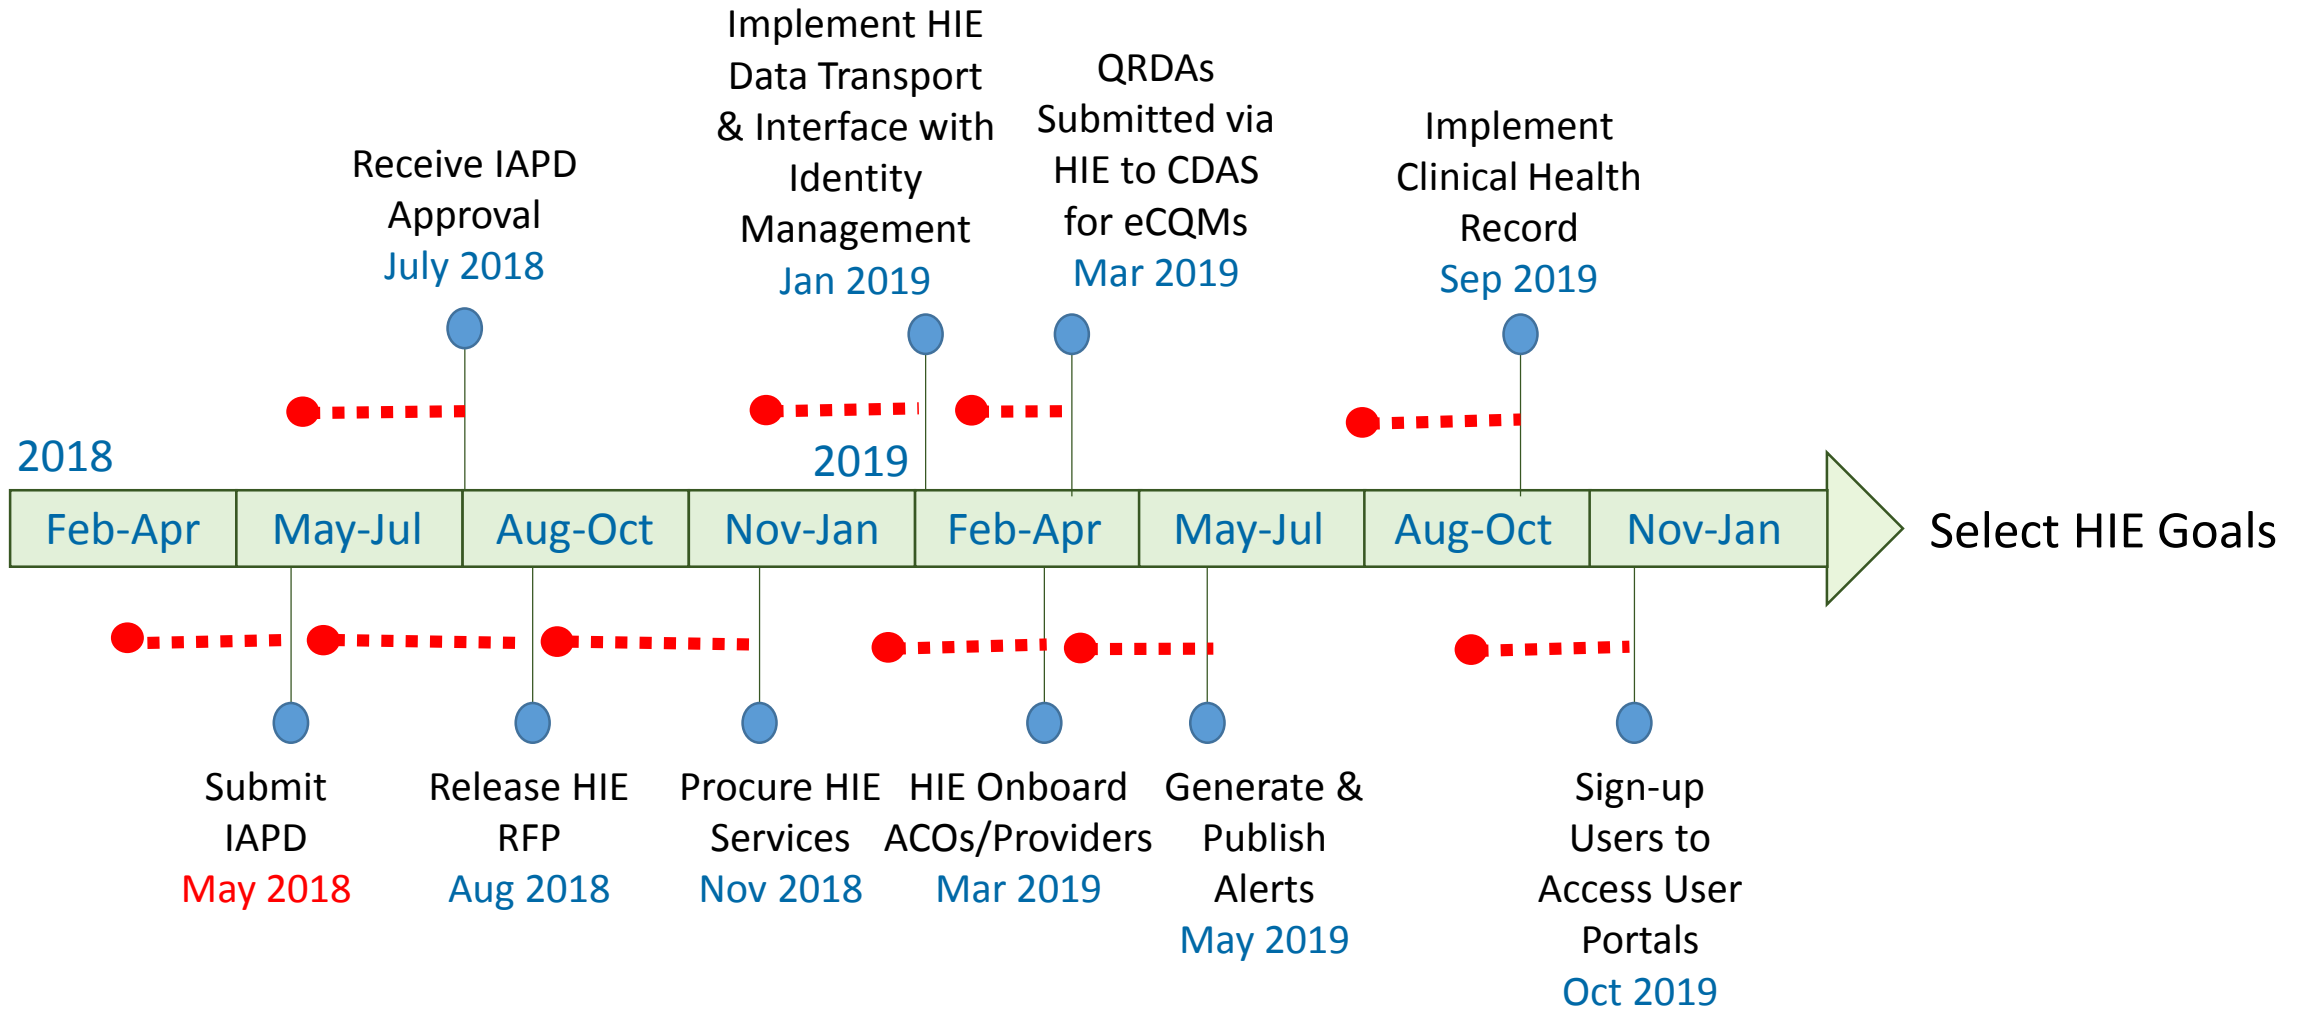 Implement HIE
Data Transport
& Interface with
Identity
Management
Jan 2019
QRDAs
Submitted via
HIE to CDAS
for eCQMs
Mar 2019
Implement
Clinical Health
Record
Sep 2019
Receive IAPD
Approval
July 2018
2018
2019
Feb-Apr
May-Jul
Aug-Oct
Nov-Jan
Feb-Apr
May-Jul
Aug-Oct
Nov-Jan
Select HIE Goals
Submit
IAPD
May 2018
Release HIE
RFP
Aug 2018
Procure HIE
Services
Nov 2018
HIE Onboard
ACOs/Providers
Mar 2019
Generate &
Publish
Alerts
May 2019
Sign-up
Users to
Access User
Portals
Oct 2019